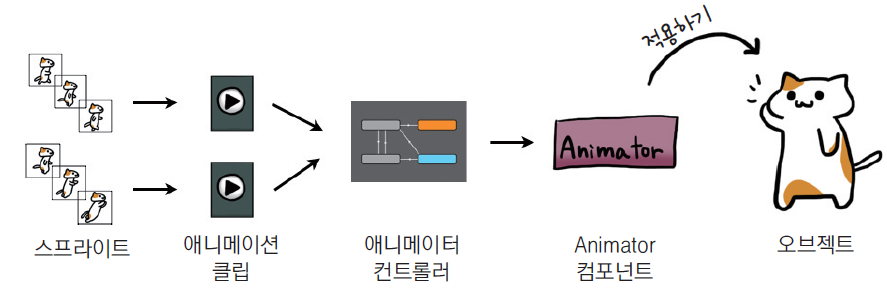 적용하기
Animator
스프라이트
애니메이션
클립
애니메이터
컨트롤러
Animator
컴포넌트
오브젝트